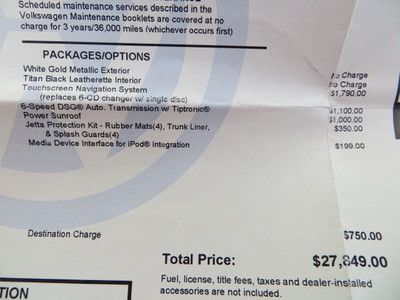 Scheduled maintenance services described in the
Volkswagen Maintenance booklets are covered at no
charge for 3 years/36,000 miles (whichever occurs first)
PACKAGES/OPTIONS
White Gold Metallic Exterior
Titan Black Leatherette Interior
Touchscreen Navigation System
(replaces 6-CD changer w/ single disc)
6-Speed DSG® Auto. Transmission w/ Tiptronic®
Power Sunroof
Jetta Protection Kit - Rubber Mats(4), Trunk Liner,
& Splash Guards(4)
Media Device Interface for iPod® Integration
Charge
Charge
$1,790.00
$1,100.00
$1,000.00
$350.00
$199.00
Destination Charge $750.00
Total Price: $27,849.00
Fuel, license, title fees, taxes and dealer-installed
accessories are not included.